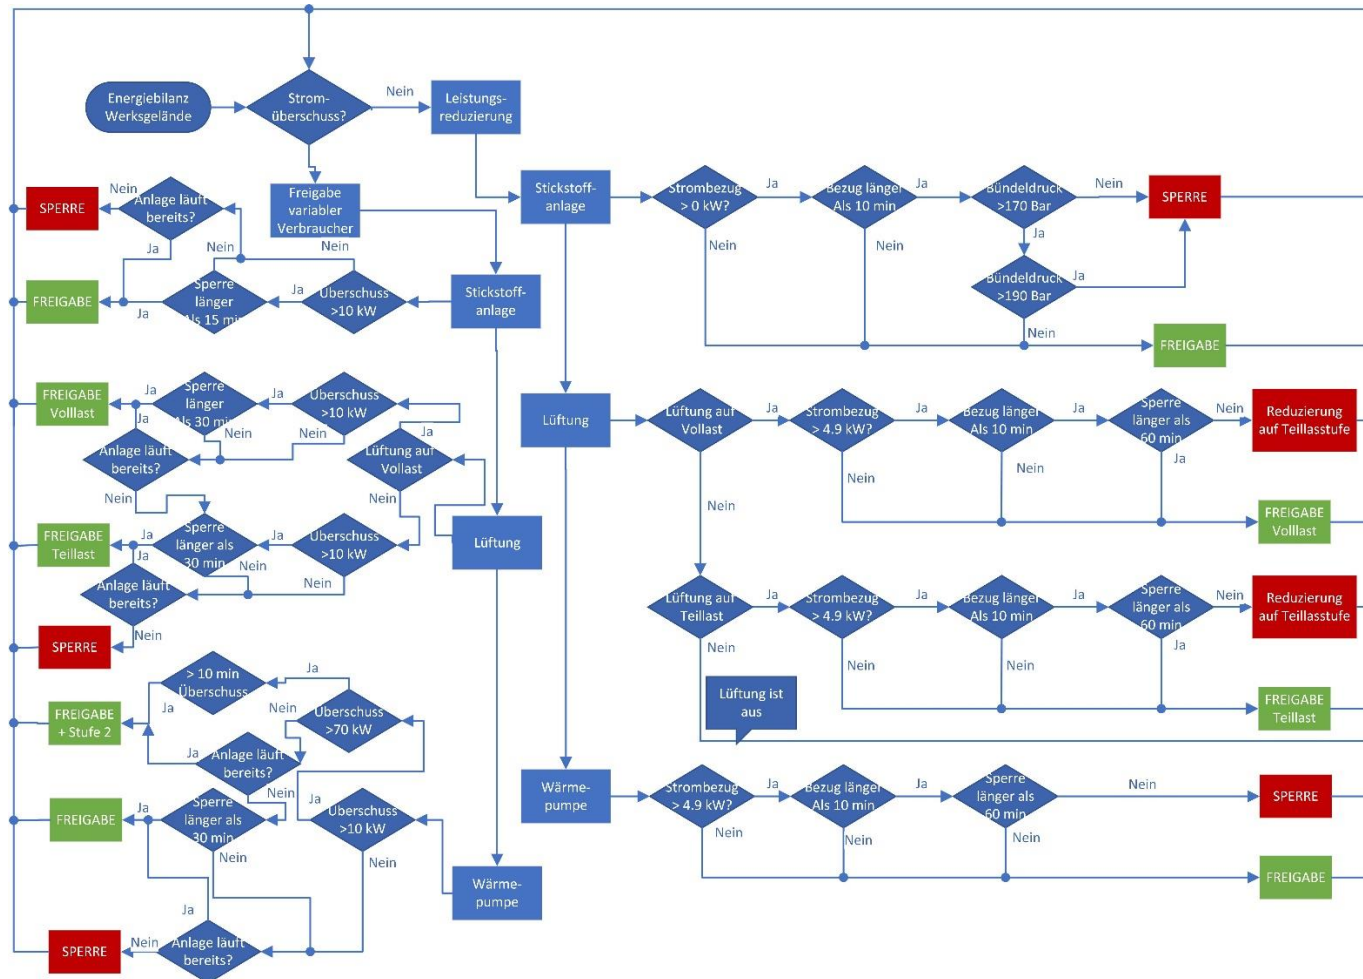 Energiebilanz
Werksgelände
Strom-
überschuss?
Nein
Leistungs-
reduzierung
Freigabe
variabler
Verbraucher
SPERRE
Nein
Anlage läuft
bereits?
Ja
Nein
Nein
FREIGABE
Ja
Sperre
länger
Als 15 min
Ja
Überschuss
>10 kW
Stickstoff-
anlage
FREIGABE
Volllast
Ja
Sperre
länger
Als 30 min
Ja
Überschuss
>10 kW
Ja
Nein
Nein
Ja
Anlage läuft
bereits?
Lüftung auf
Vollast
Nein
Nein
FREIGABE
Teillast
Ja
Sperre
länger als
30 min
Ja
Überschuss
>10 kW
Lüftung
Ja
Nein
Nein
Anlage läuft
bereits?
Nein
SPERRE
> 10 min
Überschuss
Ja
FREIGABE
+ Stufe 2
Ja
Nein
Überschuss
>70 kW
Ja
Anlage läuft
bereits?
Nein
FREIGABE
Ja
Sperre
länger als
30 min
Ja
Überschuss
>10 kW
Nein
Nein
Wärme-
pumpe
Ja
SPERRE
Nein
Anlage läuft
bereits?
Stickstoff-
anlage
Strombezug
> 0 kW?
Ja
Bezug länger
Als 10 min
Ja
Bündeldruck
>170 Bar
Nein
SPERRE
Nein
Nein
Ja
Bündeldruck
>190 Bar
Ja
Nein
FREIGABE
Lüftung
Lüftung auf
Vollast
Ja
Strombezug
> 4.9 kW?
Ja
Bezug länger
Als 10 min
Ja
Sperre
länger als
60 min
Nein
Reduzierung
auf Teillasstufe
Nein
Nein
Nein
Ja
FREIGABE
Volllast
Lüftung auf
Teilast
Ja
Strombezug
> 4.9 kW?
Ja
Bezug länger
Als 10 min
Ja
Sperre
länger als
60 min
Nein
Reduzierung
auf Teillasstufe
Nein
Nein
Nein
Ja
Lüftung ist
aus
FREIGABE
Teillast
Wärme-
pumpe
Strombezug
> 4.9 kW?
Ja
Bezug länger
Als 10 min
Ja
Sperre
länger als
60 min
Nein
SPERRE
Nein
Nein
Nein
FREIGABE